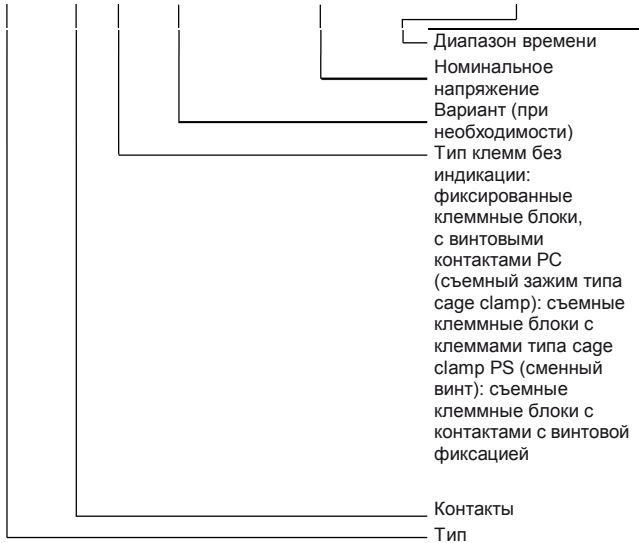 Диапазон времени
Номинальное
напряжение
Вариант (при
необходимости)
Тип клемм без
индикации:
фиксированные
клеммные блоки,
с винтовыми
контактами PC
(съемный зажим типа
cage clamp): съемные
клеммные блоки с
клеммами типа cage
clamp PS (сменный
винт): съемные
клеммные блоки с
контактами с винтовой
фиксацией
Контакты
Тип